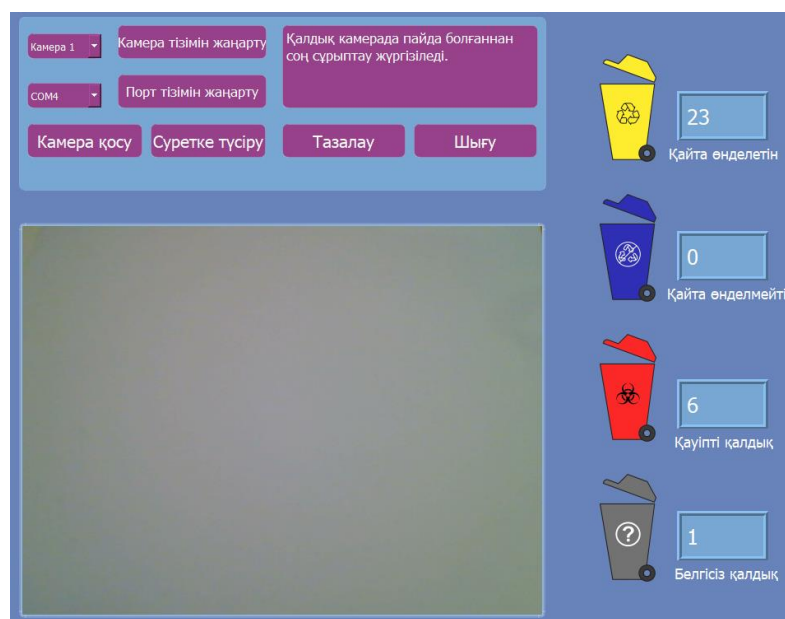 Камера 1
Камера тізімін жаңарту
Қалдық камерада пайда болғаннан
соң сұрыптау жүргізіледі.
COM4
Порт тізімін жаңарту
Камера қосу
Суретке түсіру
Тазалау
Шығу
23
Қайта өнделетін
0
Қайта өнделмейті
6
Қауіпті қалдық
?
1
Белгісіз қалдық